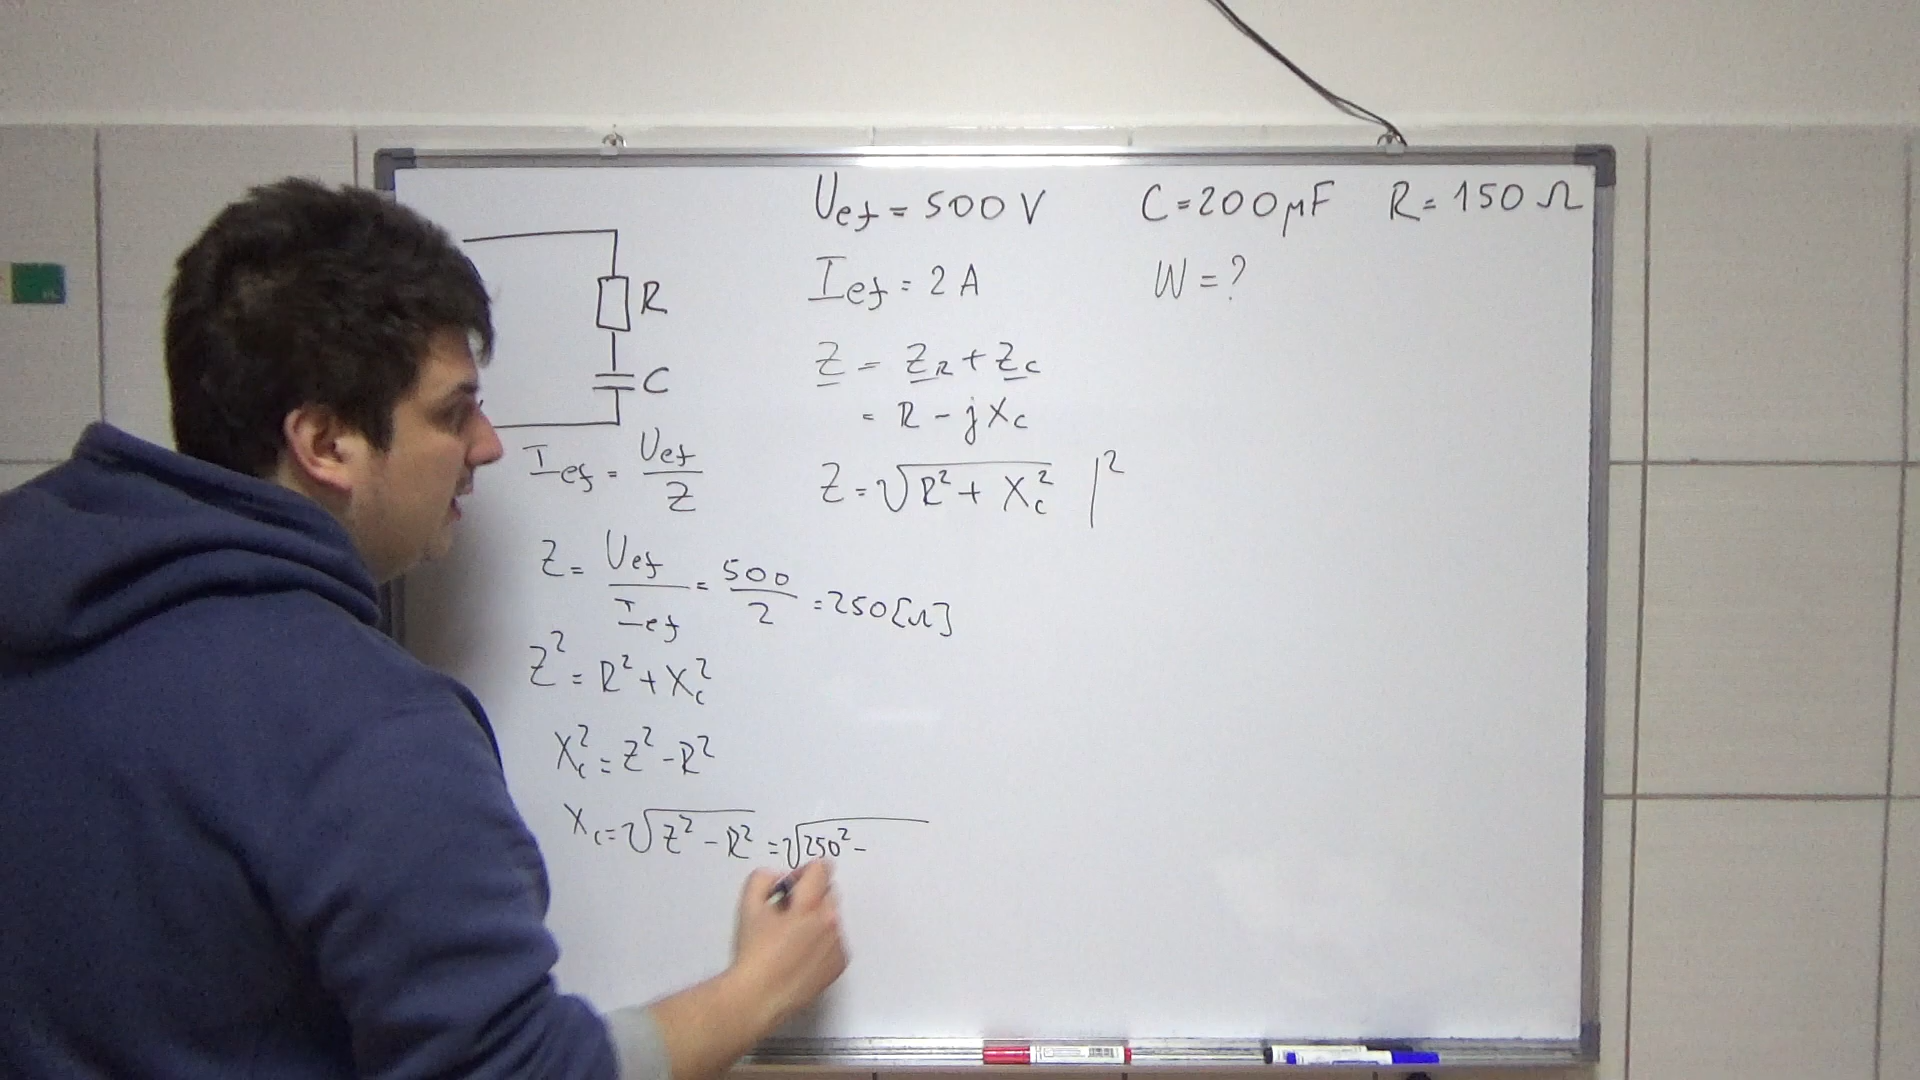 U_ef = 500 V C = 200 μF R = 150 Ω
I_ef = 2 A W = ?
R
C
Z = Z_R + Z_C
= R - jX_C
Z = √(R² + X_C²) |²
I_ef = U_ef / Z
Z = U_ef / I_ef = 500 / 2 = 250 [Ω]
Z² = R² + X_C²
X_C² = Z² - R²
X_C = √(Z² - R²) = √(250² -